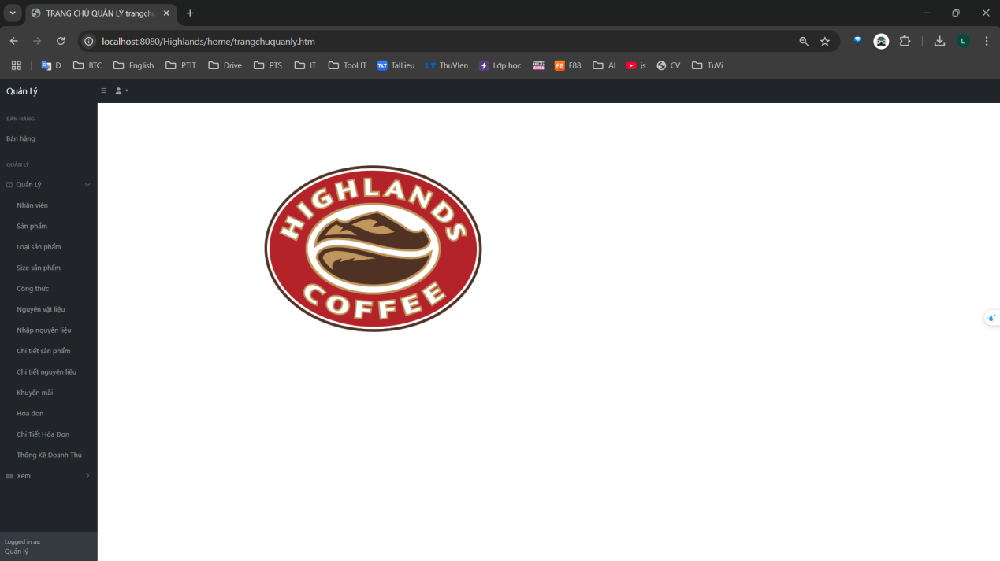 TRANG CHỦ QUẢN LÝ trangchu
localhost:8080/Highlands/home/trangchuquanly.htm
D BTC English PTIT Drive PTS IT Tool IT TLT TaiLieu LT ThuVien Lớp học F8 F88 AI js CV TuVi
L
Quản Lý
BÁN HÀNG
Bán hàng
QUẢN LÝ
Quản Lý
Nhân viên
Sản phẩm
Loại sản phẩm
Size sản phẩm
Công thức
Nguyên vật liệu
Nhập nguyên liệu
Chi tiết sản phẩm
Chi tiết nguyên liệu
Khuyến mãi
Hóa đơn
Chi Tiết Hóa Đơn
Thống Kê Doanh Thu
Xem
Logged in as:
Quản lý
HIGHLANDS
COFFEE